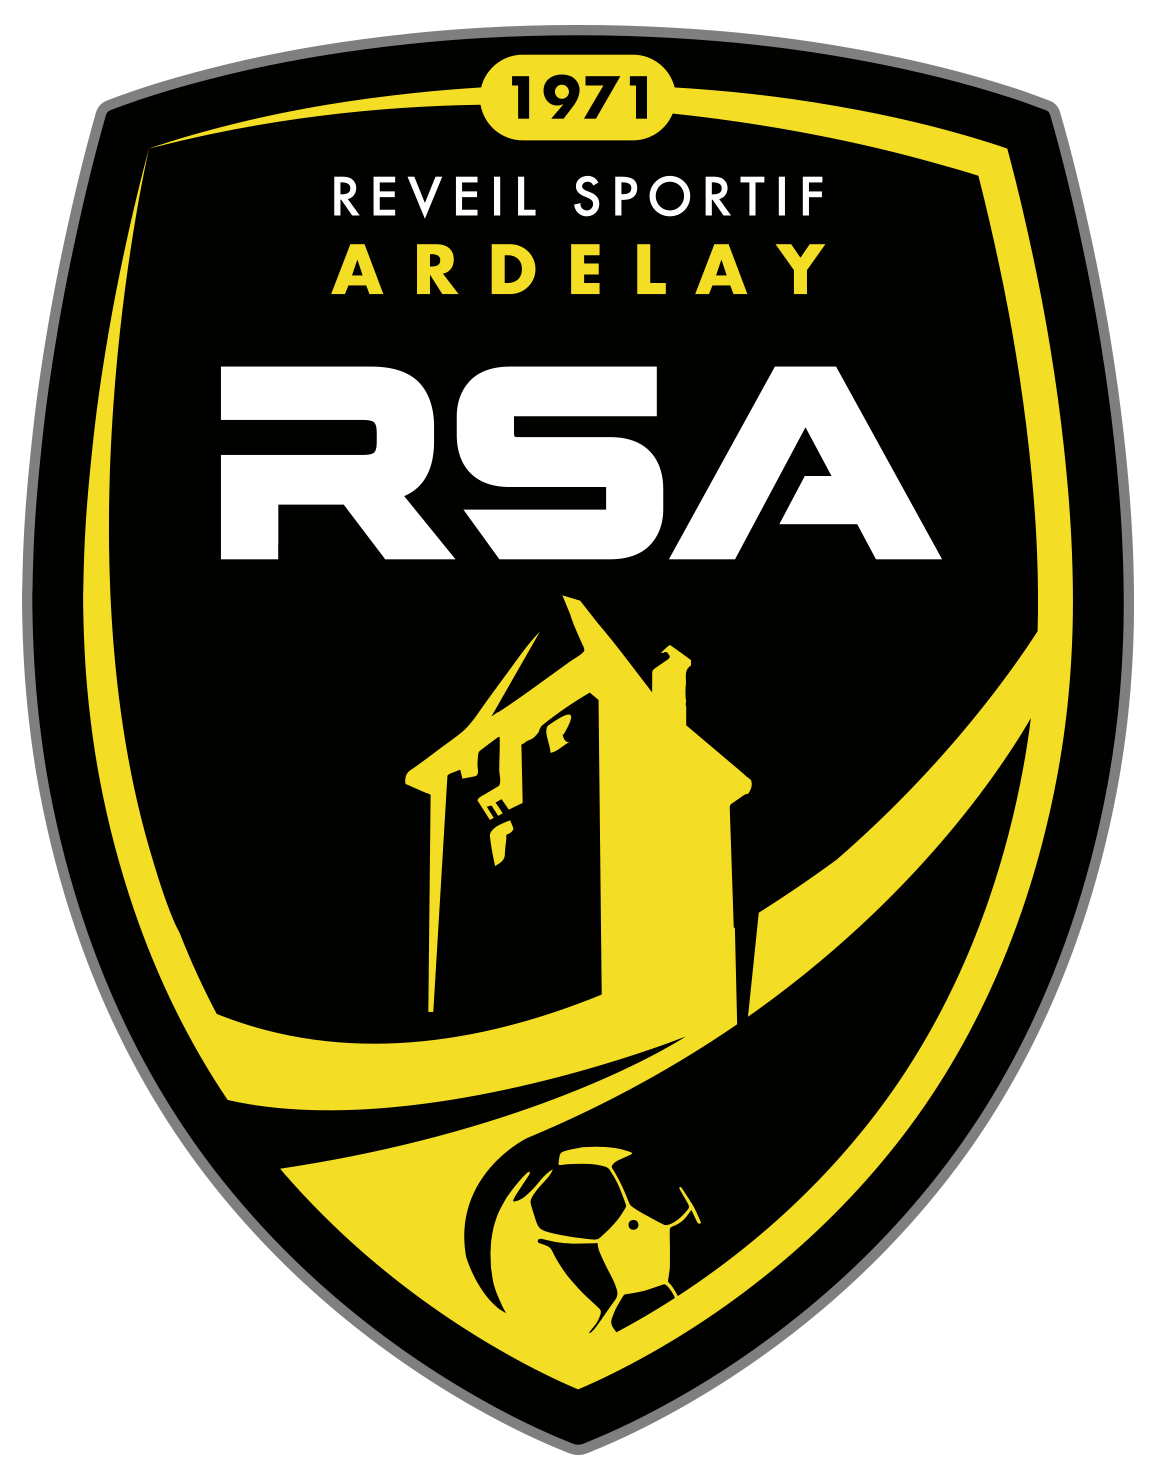 1971
REVEIL SPORTIF
ARDELAY
RSA